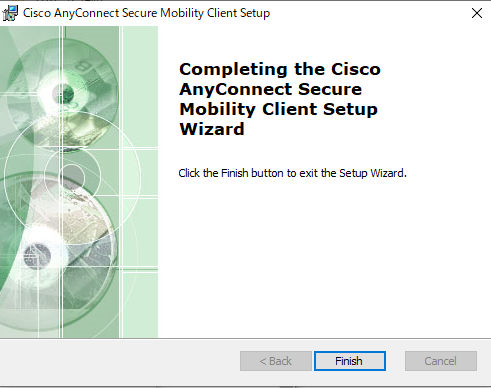 Cisco AnyConnect Secure Mobility Client Setup
Completing the Cisco
AnyConnect Secure
Mobility Client Setup
Wizard
Click the Finish button to exit the Setup Wizard.
< Back
Finish
Cancel